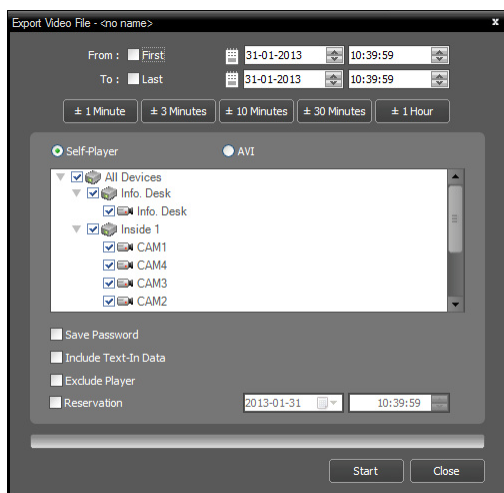 Export Video File - <no name> x
From : First 31-01-2013 10:39:59
To : Last 31-01-2013 10:39:59
± 1 Minute ± 3 Minutes ± 10 Minutes ± 30 Minutes ± 1 Hour
Self-Player AVI
All Devices
Info. Desk
Info. Desk
Inside 1
CAM1
CAM4
CAM3
CAM2
Save Password
Include Text-In Data
Exclude Player
Reservation 2013-01-31 10:39:59
Start Close